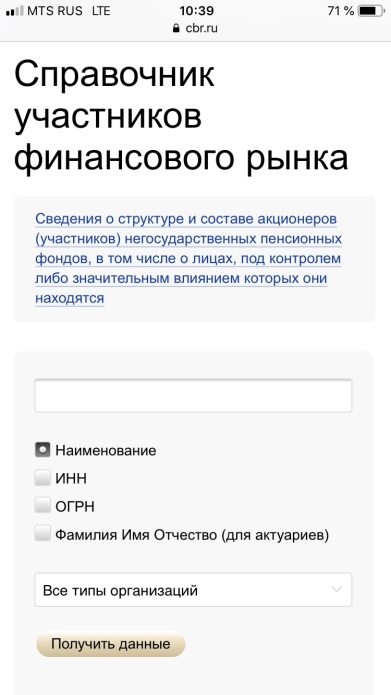 MTS RUS LTE 10:39 71 %
cbr.ru
Справочник
участников
финансового рынка
Сведения о структуре и составе акционеров
(участников) негосударственных пенсионных
фондов, в том числе о лицах, под контролем
либо значительным влиянием которых они
находятся
Наименование
ИНН
ОГРН
Фамилия Имя Отчество (для актуариев)
Все типы организаций
Получить данные